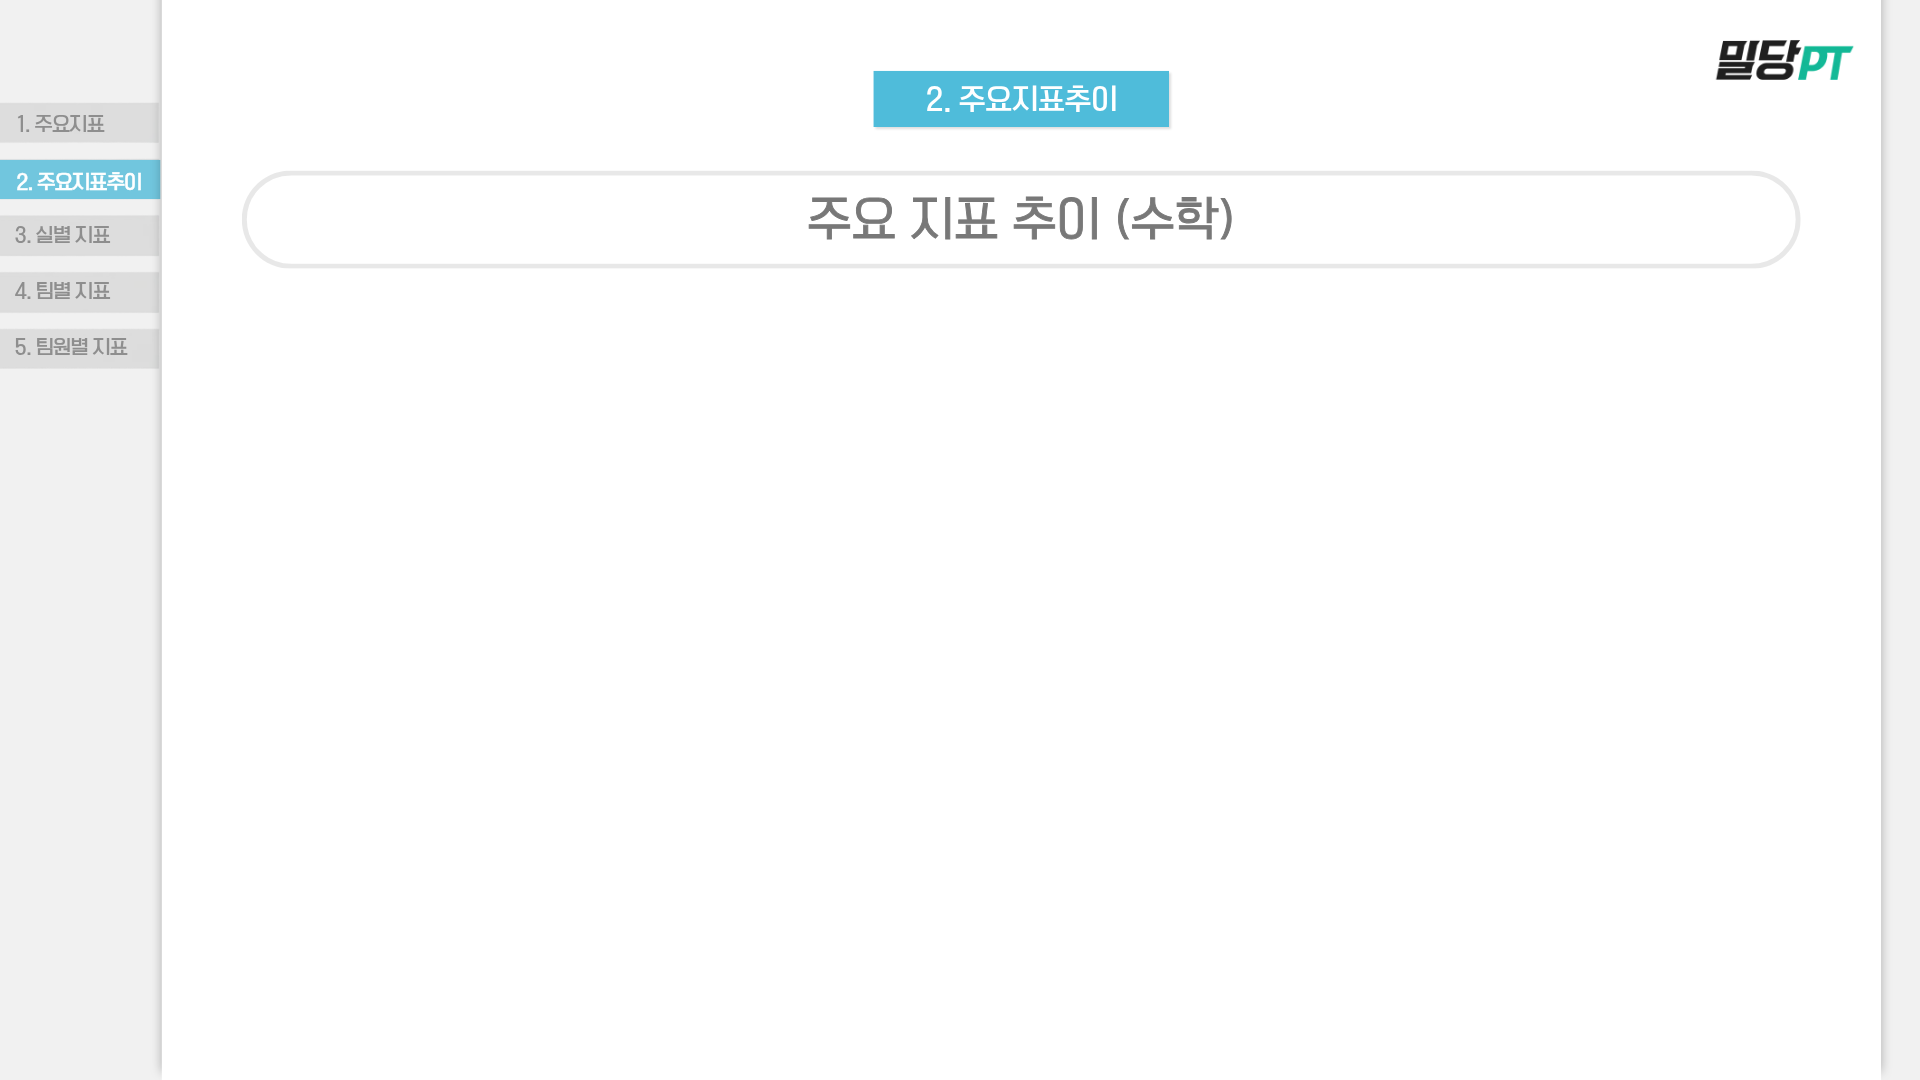 밀당PT
2. 주요지표추이
1. 주요지표
2. 주요지표추이
3. 실별 지표
4. 팀별 지표
5. 팀원별 지표
주요 지표 추이 (수학)